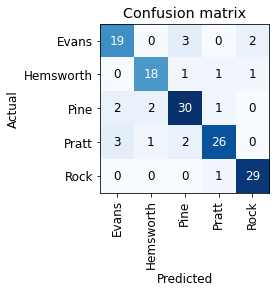 Confusion matrix
Actual
Evans 19 0 3 0 2
Hemsworth 0 18 1 1 1
Pine 2 2 30 1 0
Pratt 3 1 2 26 0
Rock 0 0 0 1 29
Evans Hemsworth Pine Pratt Rock
Predicted